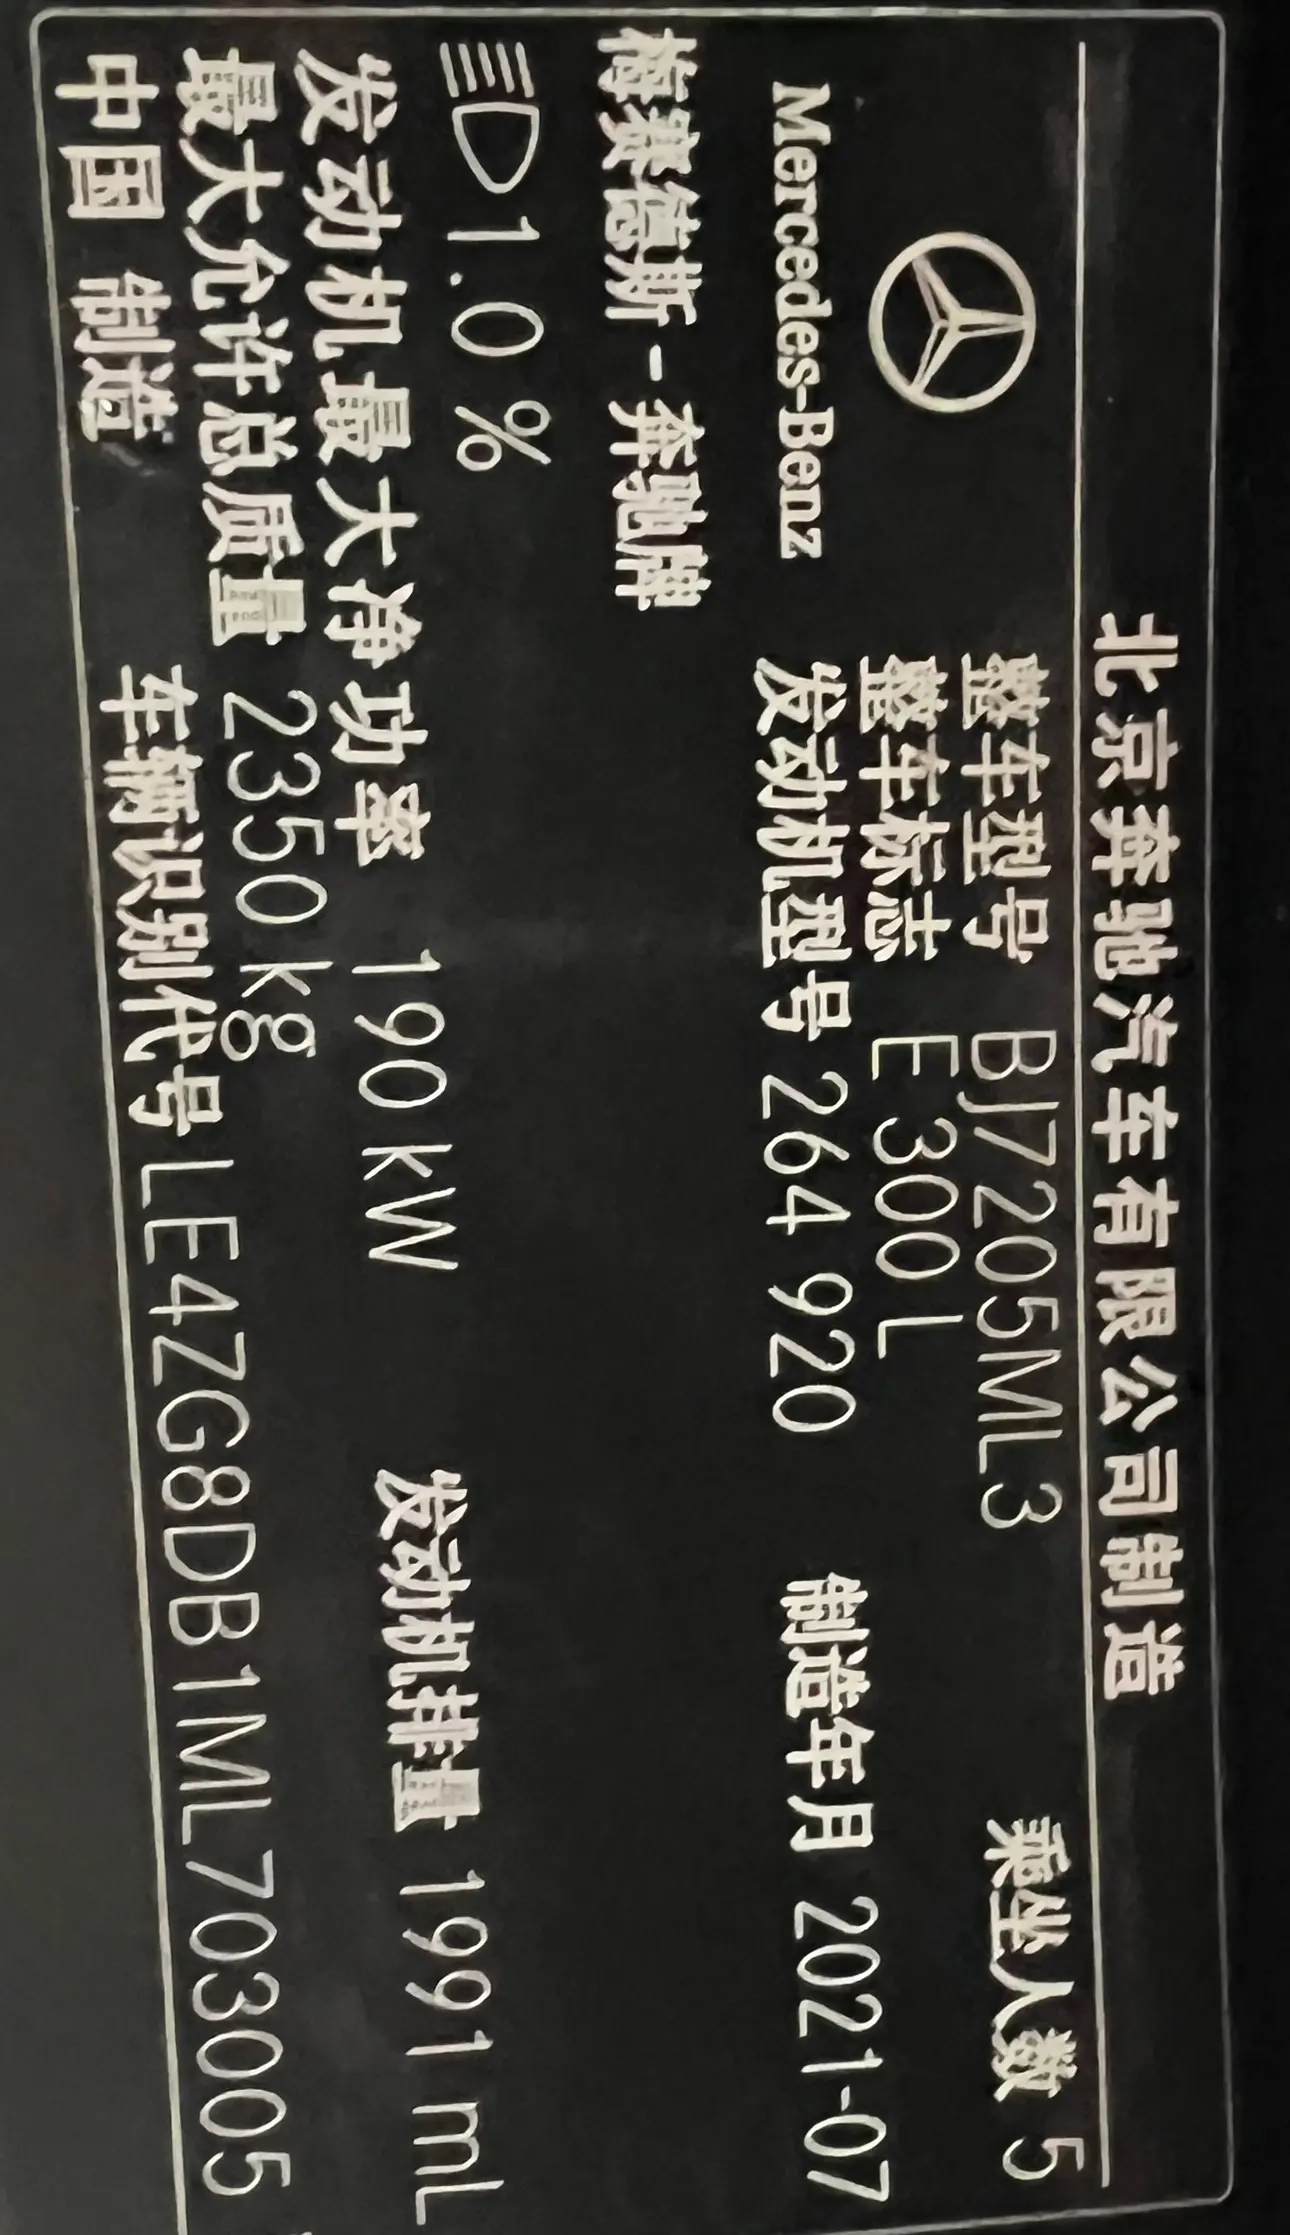 北京奔驰汽车有限公司制造
整车型号 BJ7205ML3 乘坐人数 5
整车标志 E 300 L
Mercedes-Benz 发动机型号 264 920 制造年月 2021-07
梅赛德斯-奔驰牌
1.0%
发动机最大净功率 190 kW 发动机排量 1991 mL
最大允许总质量 2350 kg
中国 制造 车辆识别代号 LE4ZG8DB1ML703005